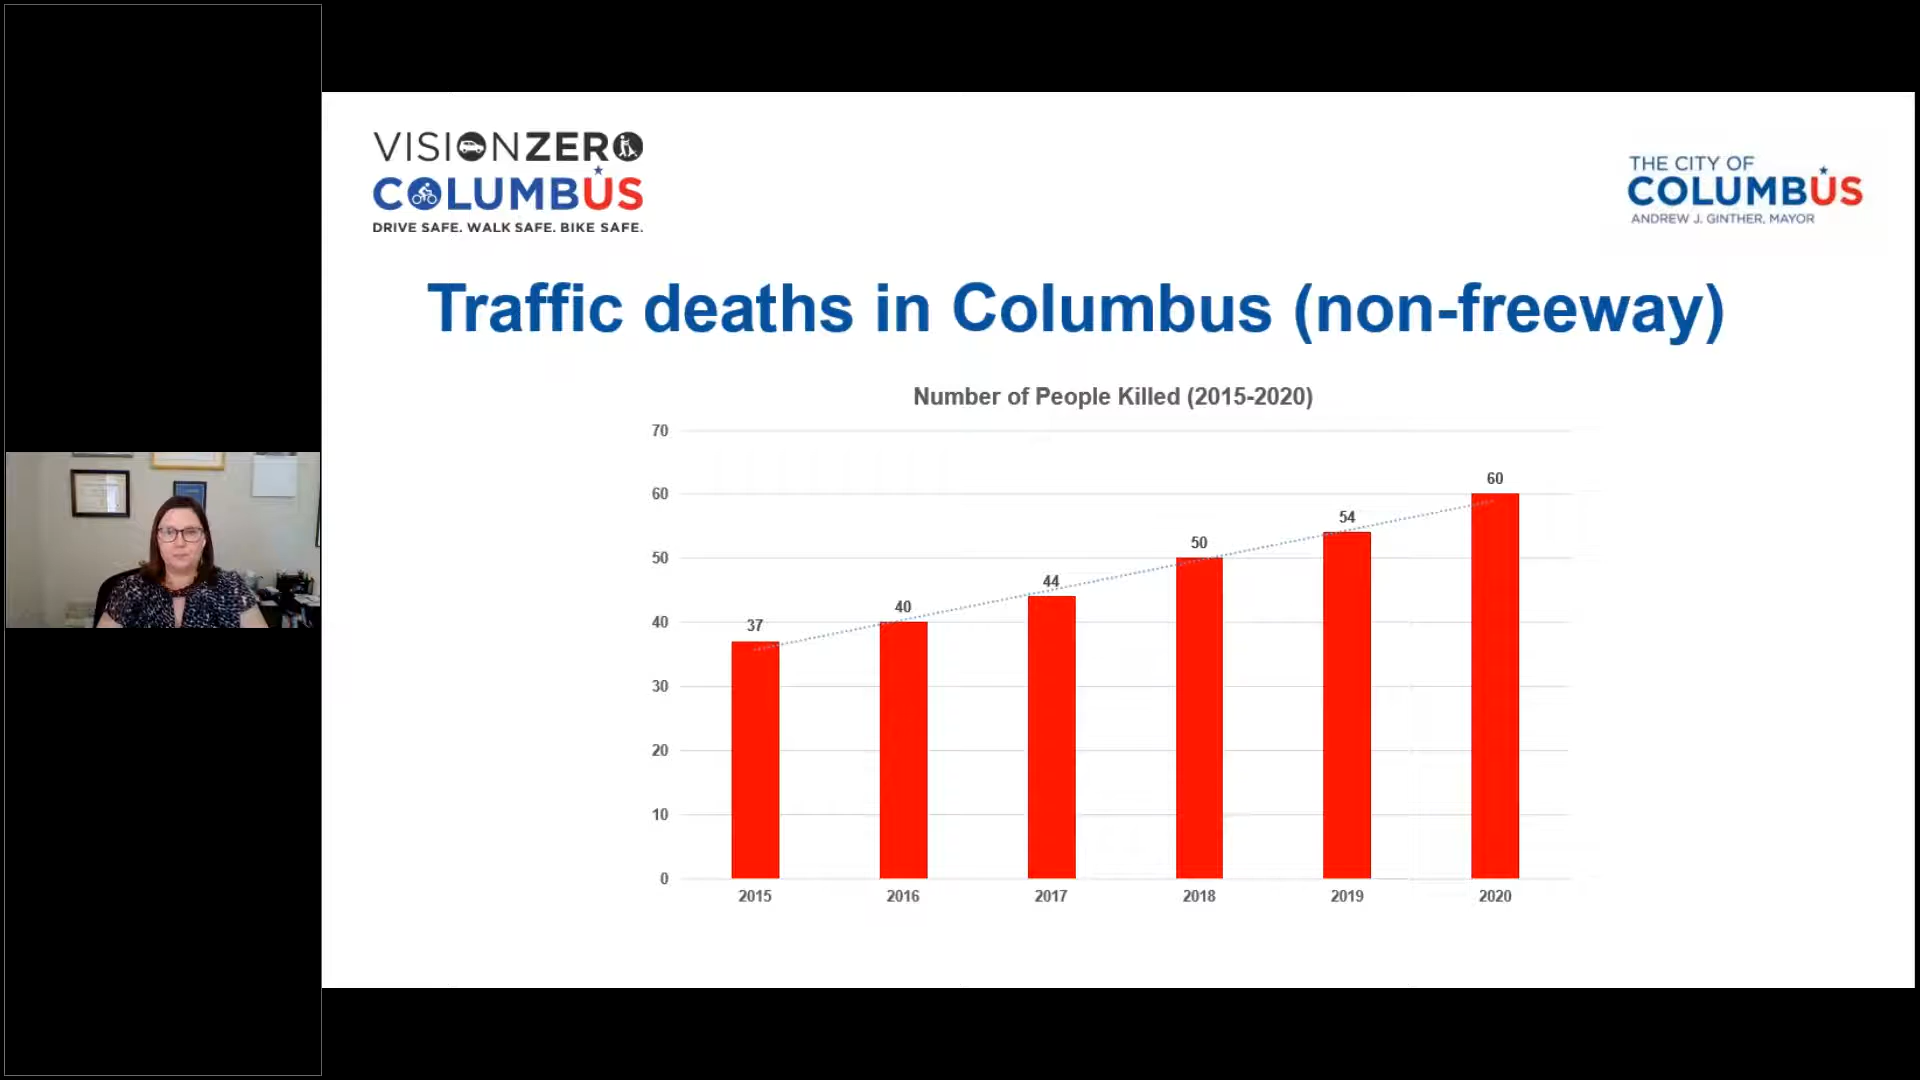 VISIONZERO
COLUMBUS
DRIVE SAFE. WALK SAFE. BIKE SAFE.
THE CITY OF
COLUMBUS
ANDREW J. GINTHER, MAYOR
Traffic deaths in Columbus (non-freeway)
Number of People Killed (2015-2020)
70
60
50
40
30
20
10
0
37
40
44
50
54
60
2015
2016
2017
2018
2019
2020